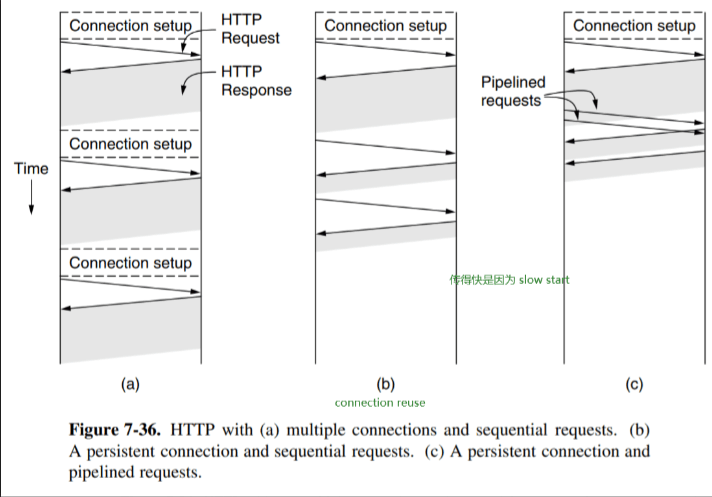 Connection setup
HTTP
Request
HTTP
Response
Connection setup
Time
Connection setup
(a)
Connection setup
(b)
connection reuse
传得快是因为 slow start
Connection setup
Pipelined
requests
(c)
Figure 7-36. HTTP with (a) multiple connections and sequential requests. (b)
A persistent connection and sequential requests. (c) A persistent connection and
pipelined requests.